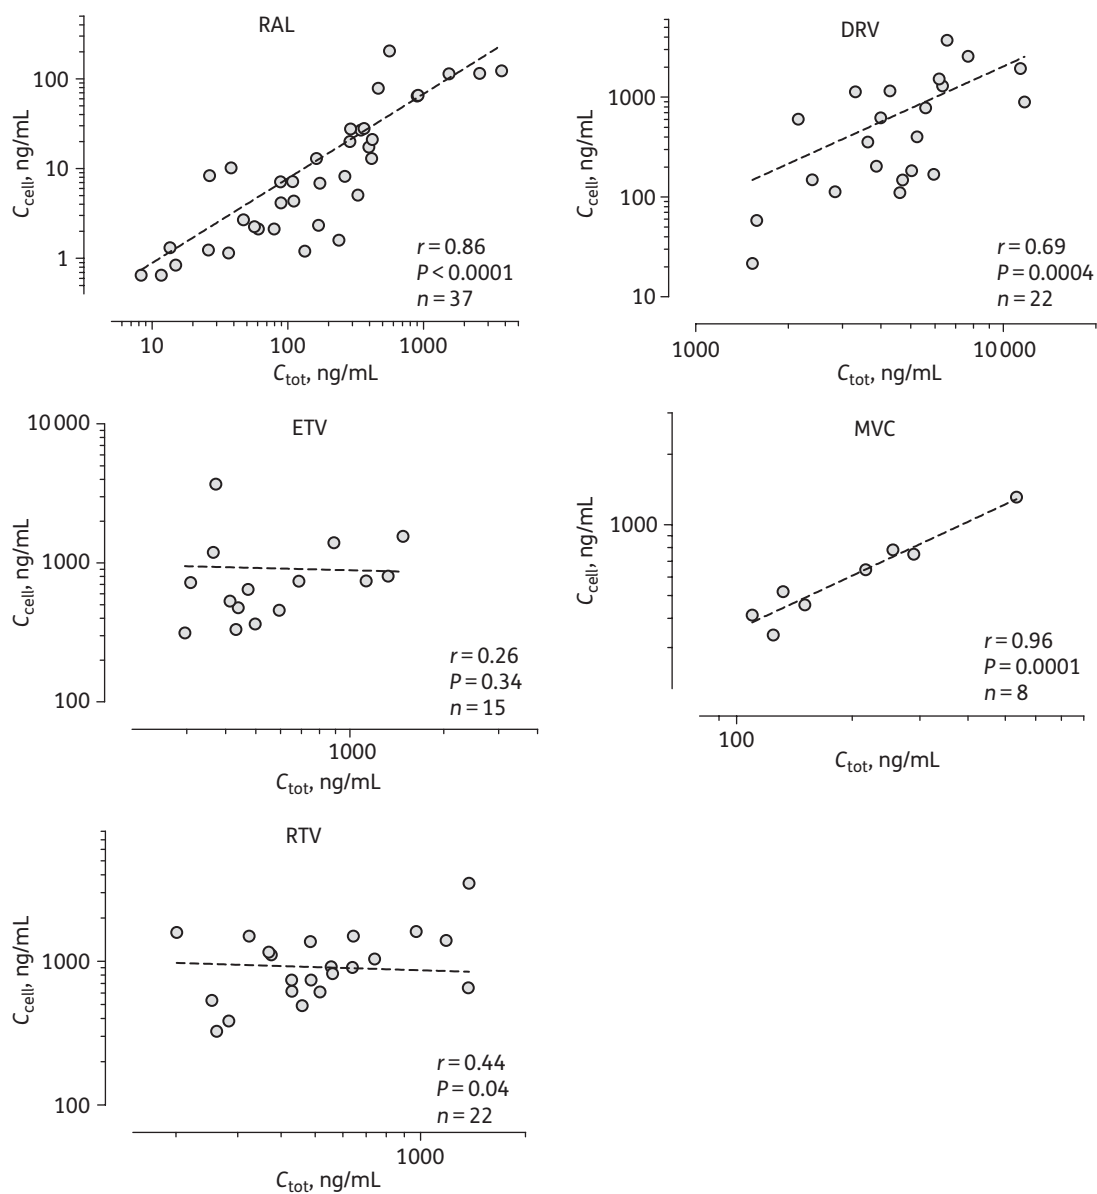 RAL
C_cell, ng/mL
100
10
1
r = 0.86
P < 0.0001
n = 37
10 100 1000
C_tot, ng/mL
DRV
C_cell, ng/mL
1000
100
10
r = 0.69
P = 0.0004
n = 22
1000 10 000
C_tot, ng/mL
ETV
C_cell, ng/mL
10 000
1000
100
r = 0.26
P = 0.34
n = 15
1000
C_tot, ng/mL
MVC
C_cell, ng/mL
1000
r = 0.96
P = 0.0001
n = 8
100
C_tot, ng/mL
RTV
C_cell, ng/mL
1000
100
r = 0.44
P = 0.04
n = 22
1000
C_tot, ng/mL